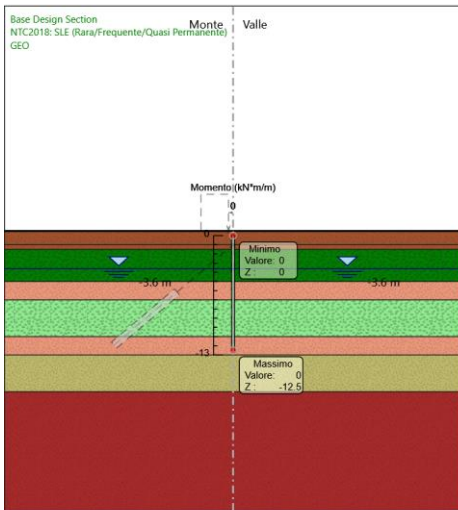 Base Design Section
Monte Valle
NTC2018: SLE (Rara/Frequente/Quasi Permanente)
GEO
Momento (kN*m/m)
0
0
Minimo
Valore: 0
Z : 0
-3.6 m -3.6 m
-13
Massimo
Valore: 0
Z : -12.5